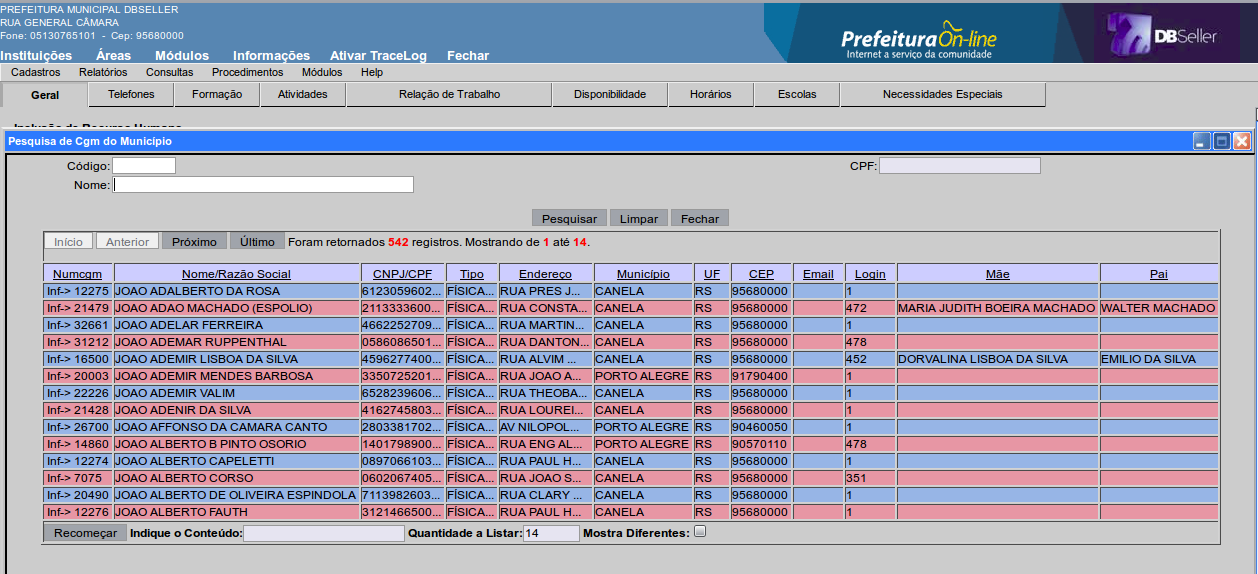 PREFEITURA MUNICIPAL DBSELLER
RUA GENERAL CÂMARA
Fone: 05130765101 - Cep: 95680000
PrefeituraOn-line
Internet a serviço da comunidade
DBSeller
Instituições Áreas Módulos Informações Ativar TraceLog Fechar
Cadastros Relatórios Consultas Procedimentos Módulos Help
Geral Telefones Formação Atividades Relação de Trabalho Disponibilidade Horários Escolas Necessidades Especiais
Inclusão de Recurso Humano
Pesquisa de Cgm do Município
Código: CPF:
Nome:
Pesquisar Limpar Fechar
Início Anterior Próximo Último Foram retornados 542 registros. Mostrando de 1 até 14.
Numcgm Nome/Razão Social CNPJ/CPF Tipo Endereço Município UF CEP Email Login Mãe Pai
Inf-> 12275 JOAO ADALBERTO DA ROSA 6123059602... FÍSICA... RUA PRES J... CANELA RS 95680000 1
Inf-> 21479 JOAO ADAO MACHADO (ESPOLIO) 2113333600... FÍSICA... RUA CONSTA... CANELA RS 95680000 472 MARIA JUDITH BOEIRA MACHADO WALTER MACHADO
Inf-> 32661 JOAO ADELAR FERREIRA 4662252709... FÍSICA... RUA MARTIN... CANELA RS 95680000 1
Inf-> 31212 JOAO ADEMAR RUPPENTHAL 0586086501... FÍSICA... RUA DANTON... CANELA RS 95680000 478
Inf-> 16500 JOAO ADEMIR LISBOA DA SILVA 4596277400... FÍSICA... RUA ALVIM ... CANELA RS 95680000 452 DORVALINA LISBOA DA SILVA EMILIO DA SILVA
Inf-> 20003 JOAO ADEMIR MENDES BARBOSA 3350725201... FÍSICA... RUA JOAO A... PORTO ALEGRE RS 91790400 1
Inf-> 22226 JOAO ADEMIR VALIM 6528239606... FÍSICA... RUA THEOBA... CANELA RS 95680000 1
Inf-> 21428 JOAO ADENIR DA SILVA 4162745803... FÍSICA... RUA LOUREI... CANELA RS 95680000 1
Inf-> 26700 JOAO AFFONSO DA CAMARA CANTO 2803381702... FÍSICA... AV NILOPOL... PORTO ALEGRE RS 90460050 1
Inf-> 14860 JOAO ALBERTO B PINTO OSORIO 1401798900... FÍSICA... RUA ENG AL... PORTO ALEGRE RS 90570110 478
Inf-> 12274 JOAO ALBERTO CAPELETTI 0897066103... FÍSICA... RUA PAUL H... CANELA RS 95680000 1
Inf-> 7075 JOAO ALBERTO CORSO 0602067405... FÍSICA... RUA JOAO S... CANELA RS 95680000 351
Inf-> 20490 JOAO ALBERTO DE OLIVEIRA ESPINDOLA 7113982603... FÍSICA... RUA CLARY ... CANELA RS 95680000 1
Inf-> 12276 JOAO ALBERTO FAUTH 3121466500... FÍSICA... RUA PAUL H... CANELA RS 95680000 1
Recomeçar Indique o Conteúdo: Quantidade a Listar: 14 Mostra Diferentes: